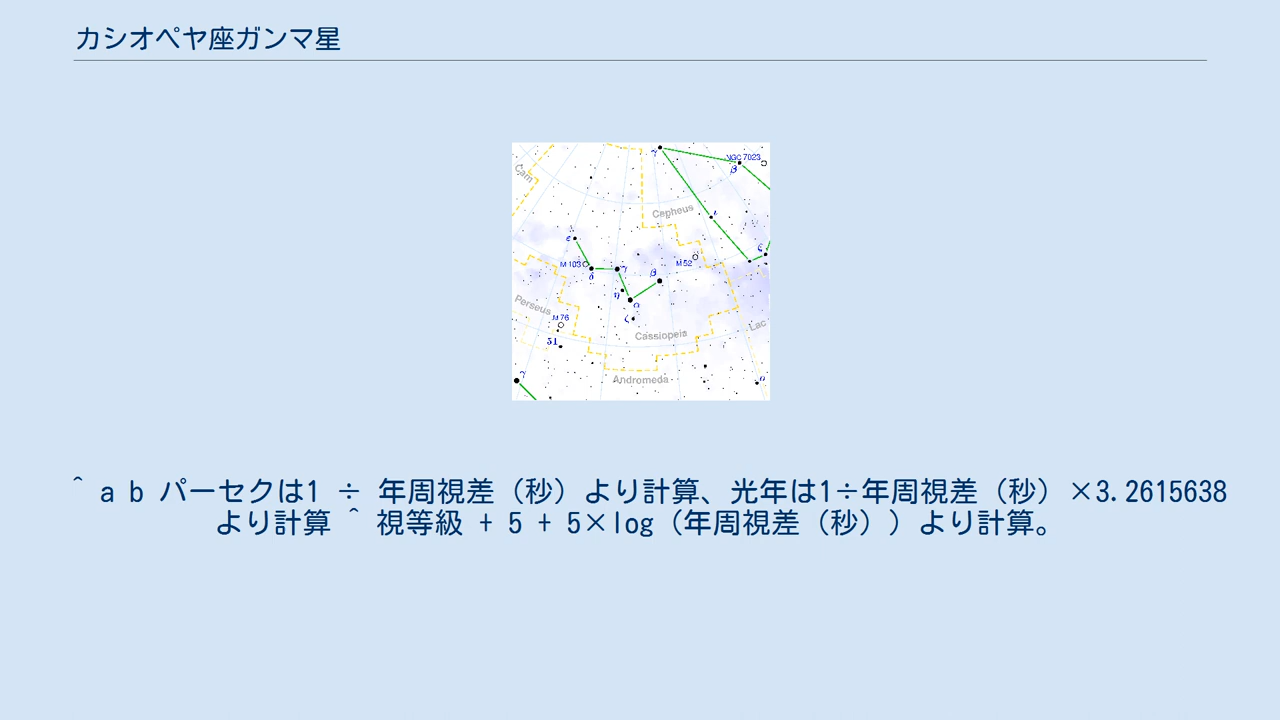 カシオペヤ座ガンマ星
γ
NGC 7023
β
Cam
Cepheus
ι
ε
ζ
M 103
δ
γ
β
M 52
η
α
Perseus
M 76
ζ
Cassiopeia
Lac
51
Andromeda
γ
ο
^ a b パーセクは1 ÷ 年周視差（秒）より計算、光年は1÷年周視差（秒）×3.2615638
より計算 ^ 視等級 + 5 + 5×log（年周視差（秒））より計算。